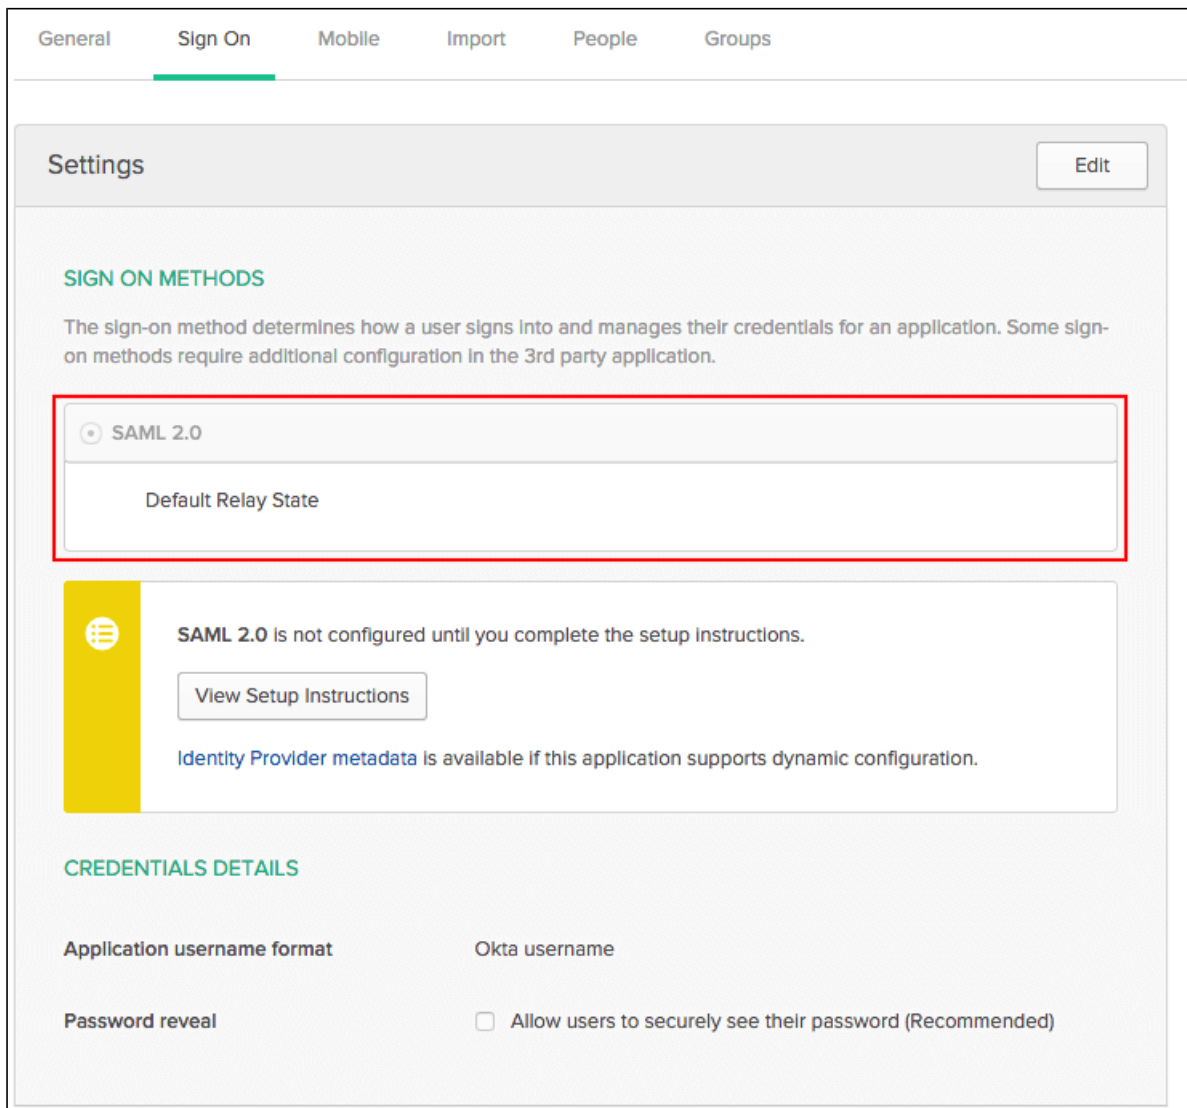 General Sign On Mobile Import People Groups
Settings
Edit
SIGN ON METHODS
The sign-on method determines how a user signs into and manages their credentials for an application. Some sign-
on methods require additional configuration in the 3rd party application.
SAML 2.0
Default Relay State
SAML 2.0 is not configured until you complete the setup instructions.
View Setup Instructions
Identity Provider metadata is available if this application supports dynamic configuration.
CREDENTIALS DETAILS
Application username format Okta username
Password reveal Allow users to securely see their password (Recommended)